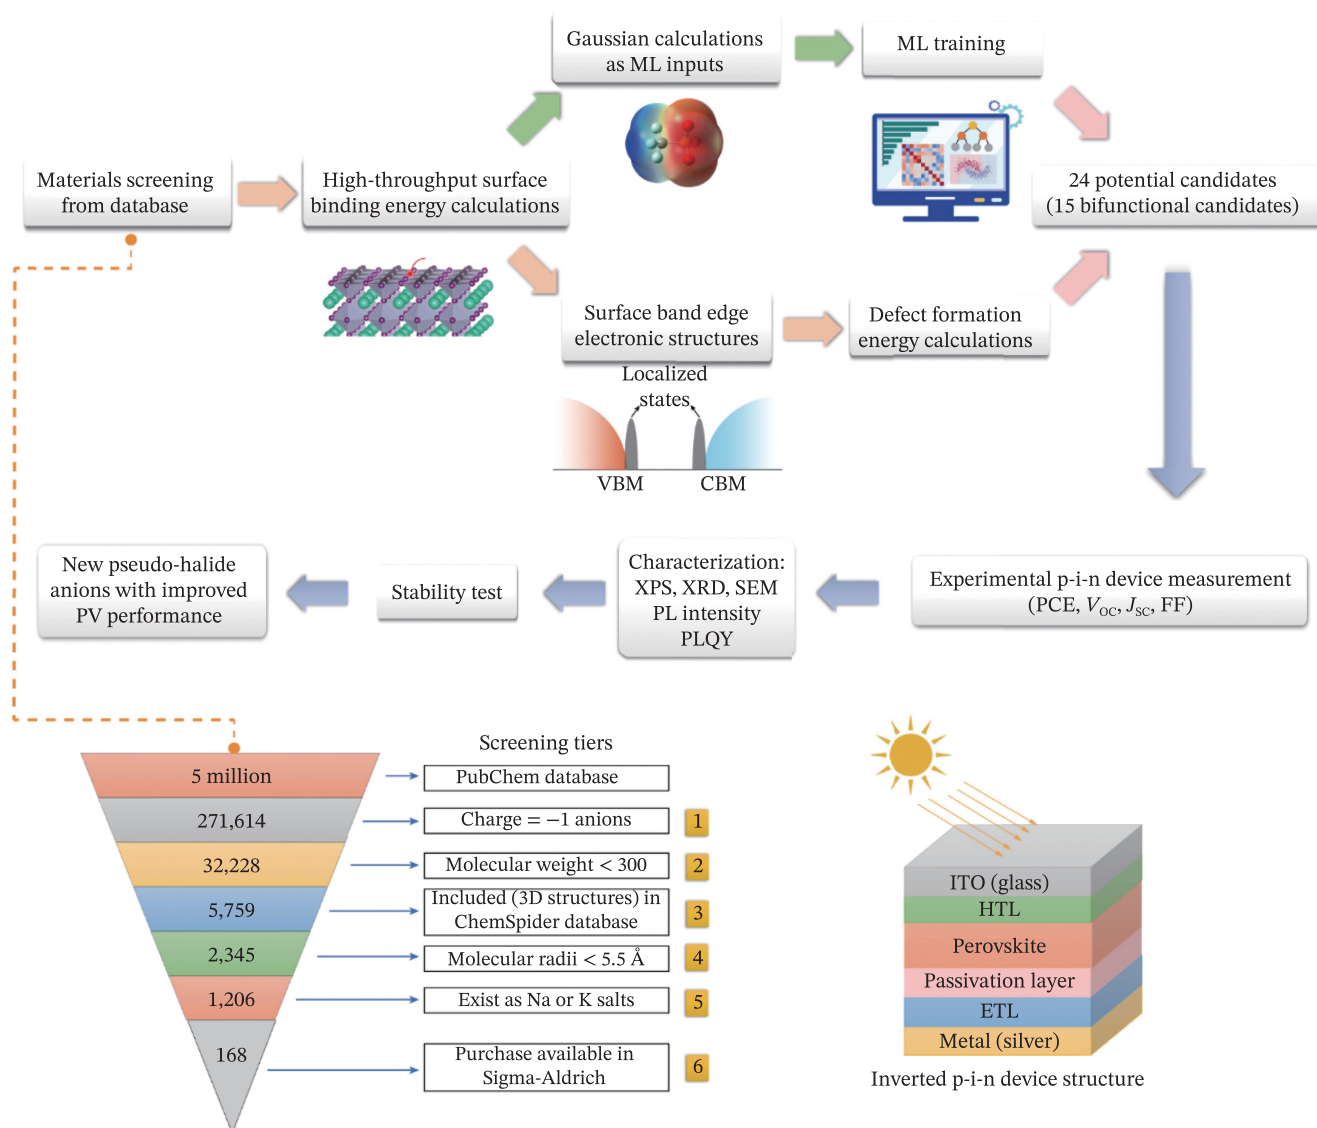 Gaussian calculations
as ML inputs
ML training
Materials screening
from database
High-throughput surface
binding energy calculations
24 potential candidates
(15 bifunctional candidates)
Surface band edge
electronic structures
Defect formation
energy calculations
Localized
states
VBM
CBM
New pseudo-halide
anions with improved
PV performance
Stability test
Characterization:
XPS, XRD, SEM
PL intensity
PLQY
Experimental p-i-n device measurement
(PCE, V_OC, J_SC, FF)
Screening tiers
5 million
PubChem database
271,614
Charge = −1 anions
1
32,228
Molecular weight < 300
2
5,759
Included (3D structures) in
ChemSpider database
3
2,345
Molecular radii < 5.5 Å
4
1,206
Exist as Na or K salts
5
168
Purchase available in
Sigma-Aldrich
6
ITO (glass)
HTL
Perovskite
Passivation layer
ETL
Metal (silver)
Inverted p-i-n device structure